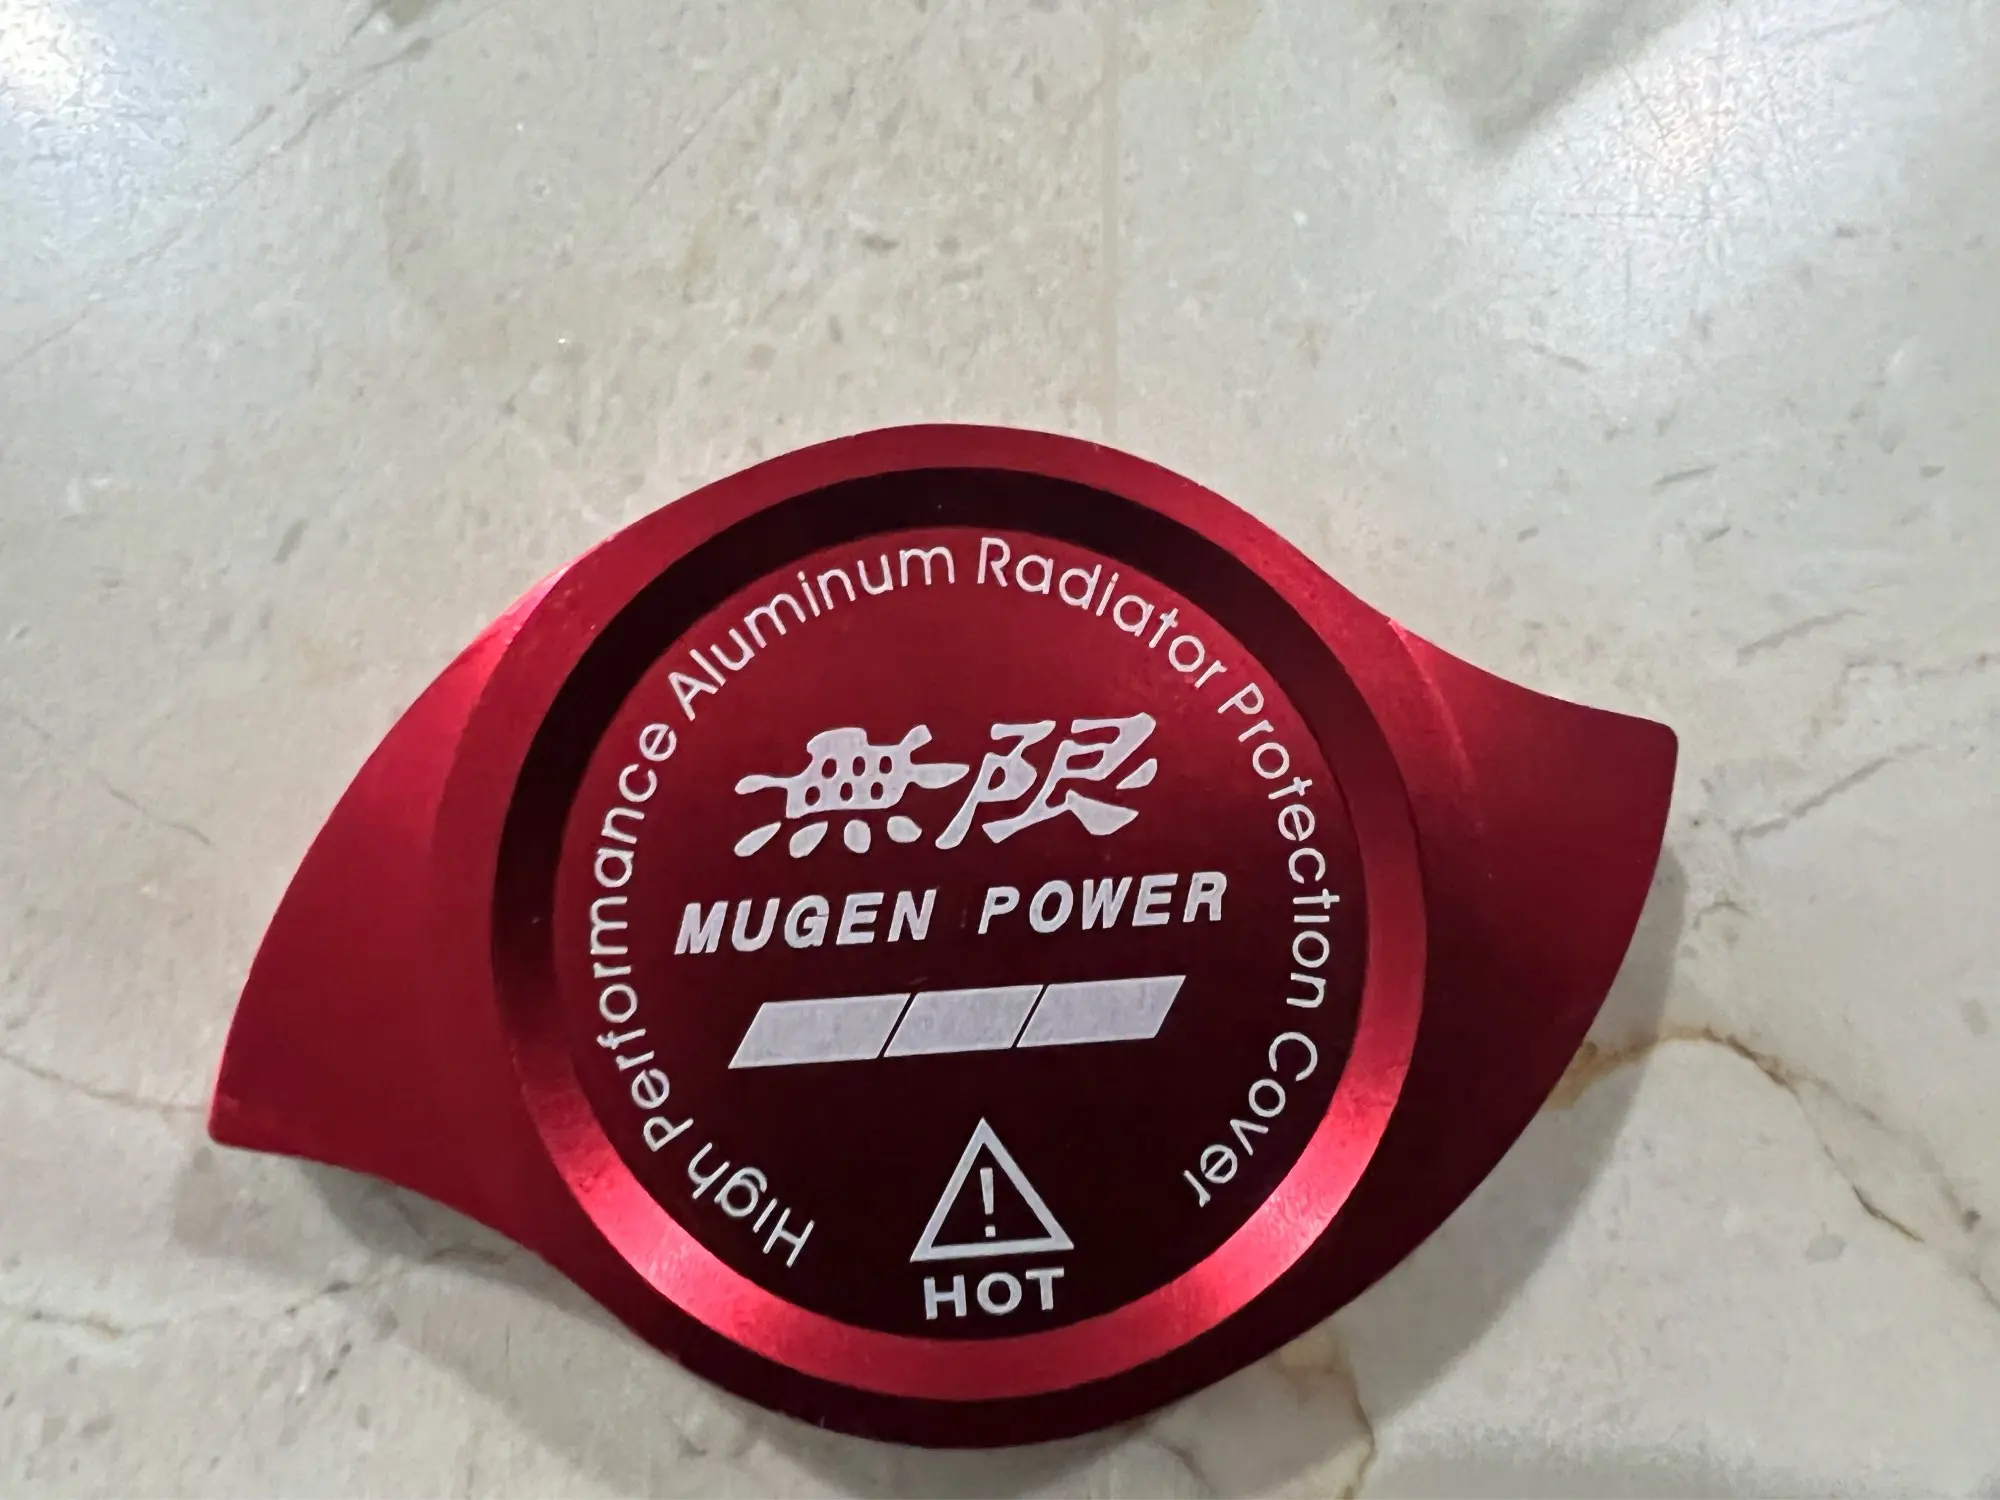 High Performance Aluminum Radiator Protection Cover
無限
MUGEN POWER
!
HOT